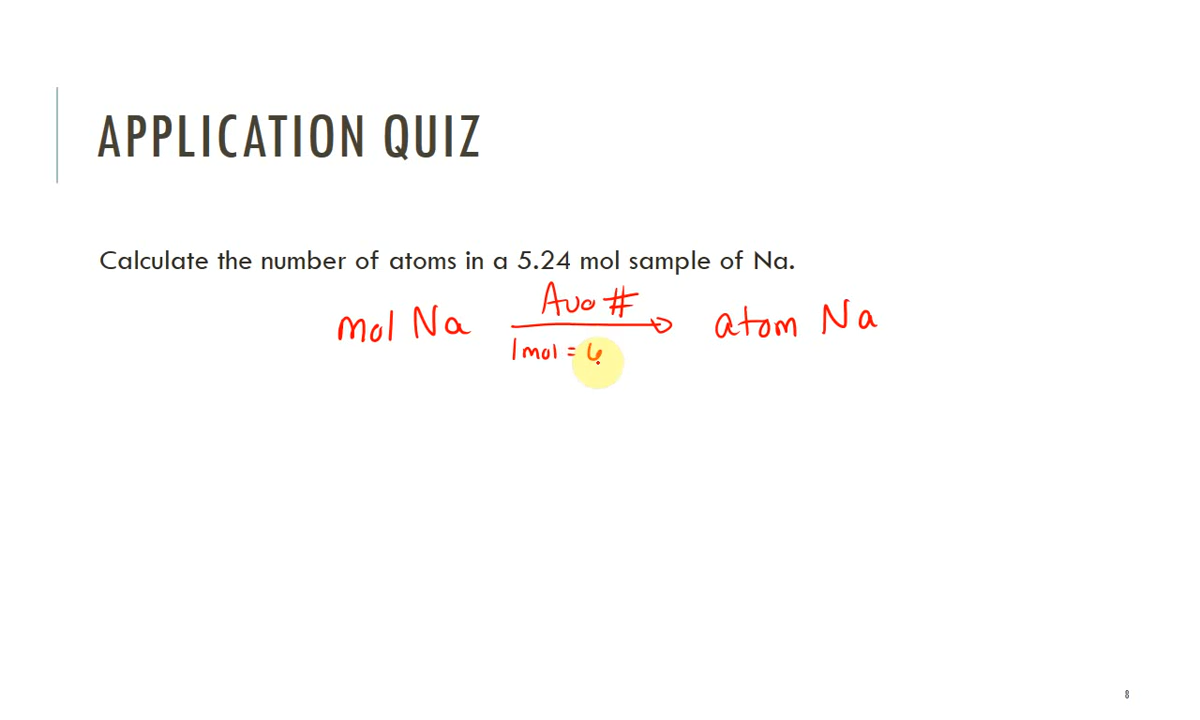 APPLICATION QUIZ
Calculate the number of atoms in a 5.24 mol sample of Na.
mol Na Avo # atom Na
1 mol = 6.
8